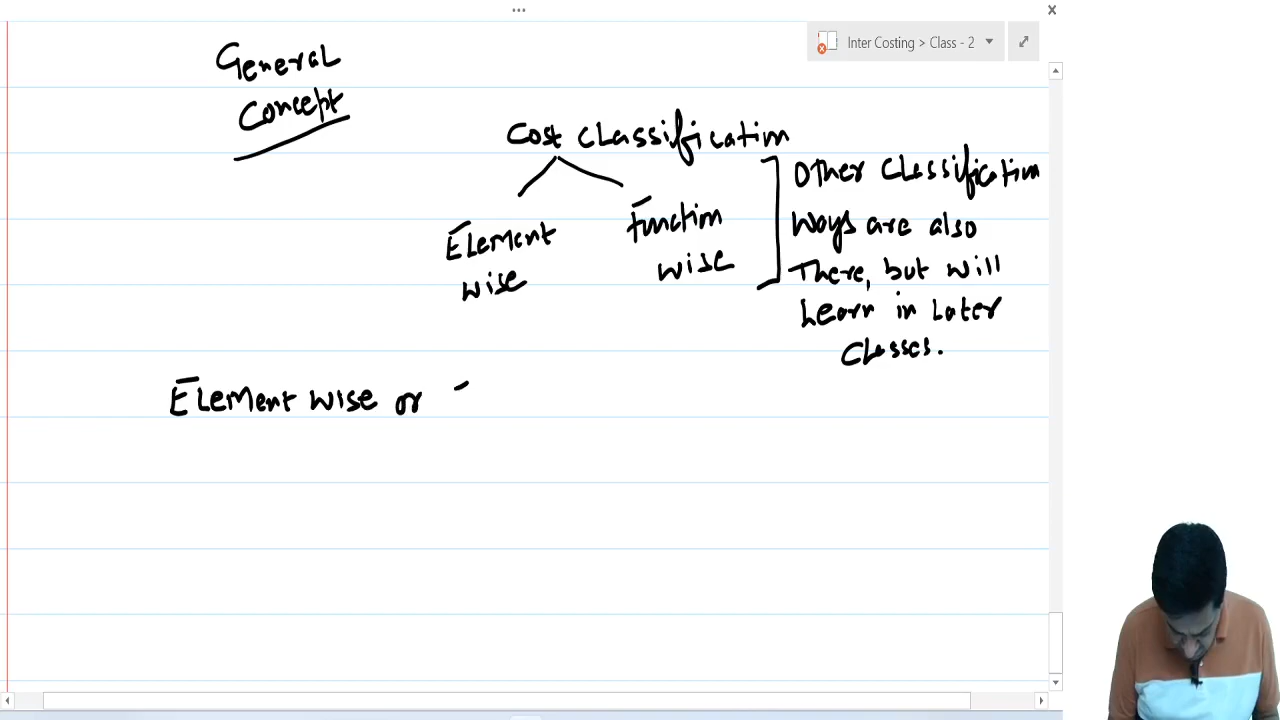 Inter Costing > Class - 2
General
Concept
Cost Classification
Element
wise
Function
wise
Other Classification
Ways are also
There, but will
Learn in Later
Classes.
Element wise or